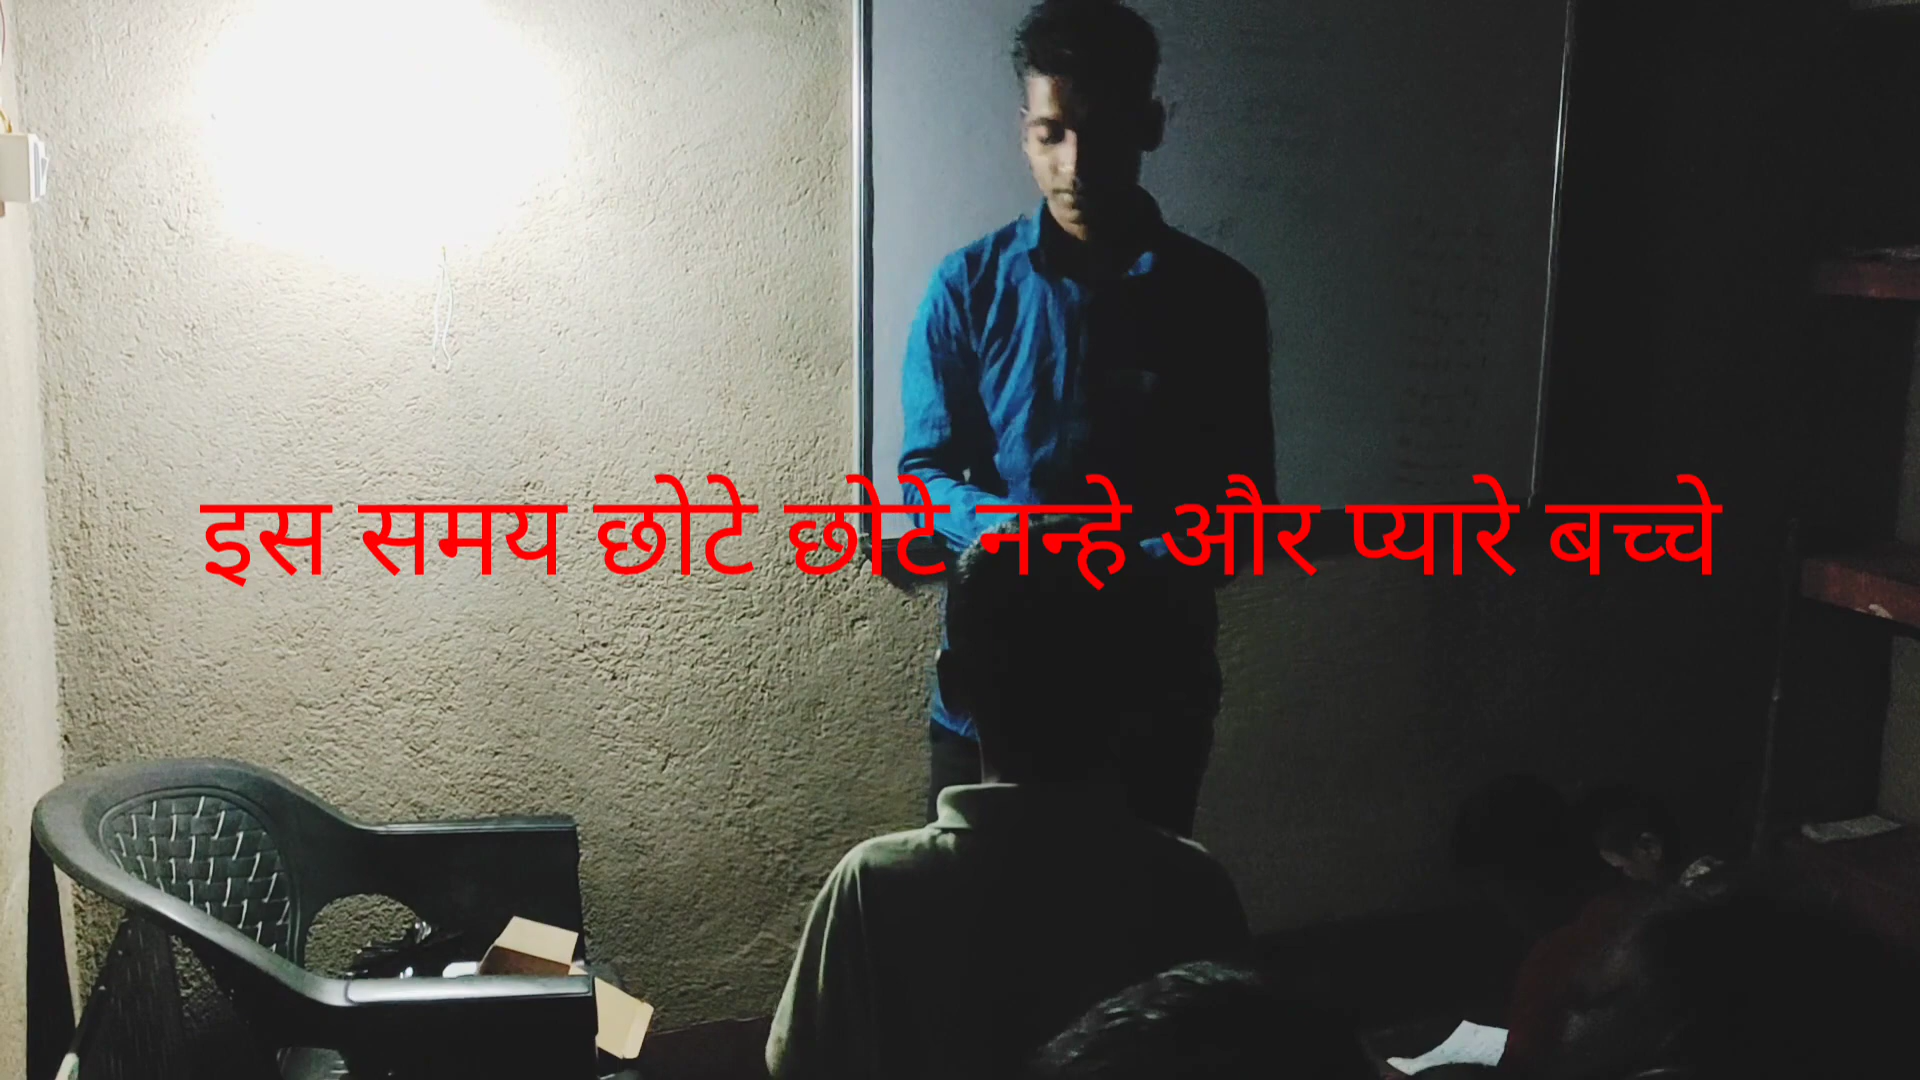 इस समय छोटे छोटे नन्हे और प्यारे बच्चे